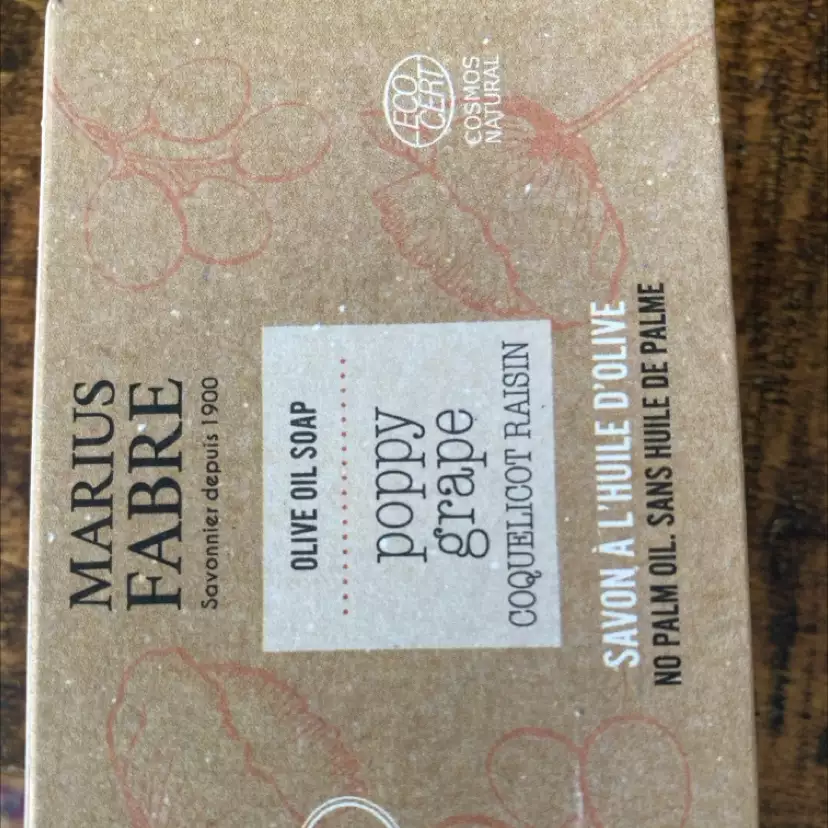 ECO
CERT
COSMOS
NATURAL
MARIUS
FABRE
Savonnier depuis 1900
OLIVE OIL SOAP
poppy
grape
COQUELICOT RAISIN
SAVON À L'HUILE D'OLIVE
NO PALM OIL. SANS HUILE DE PALME